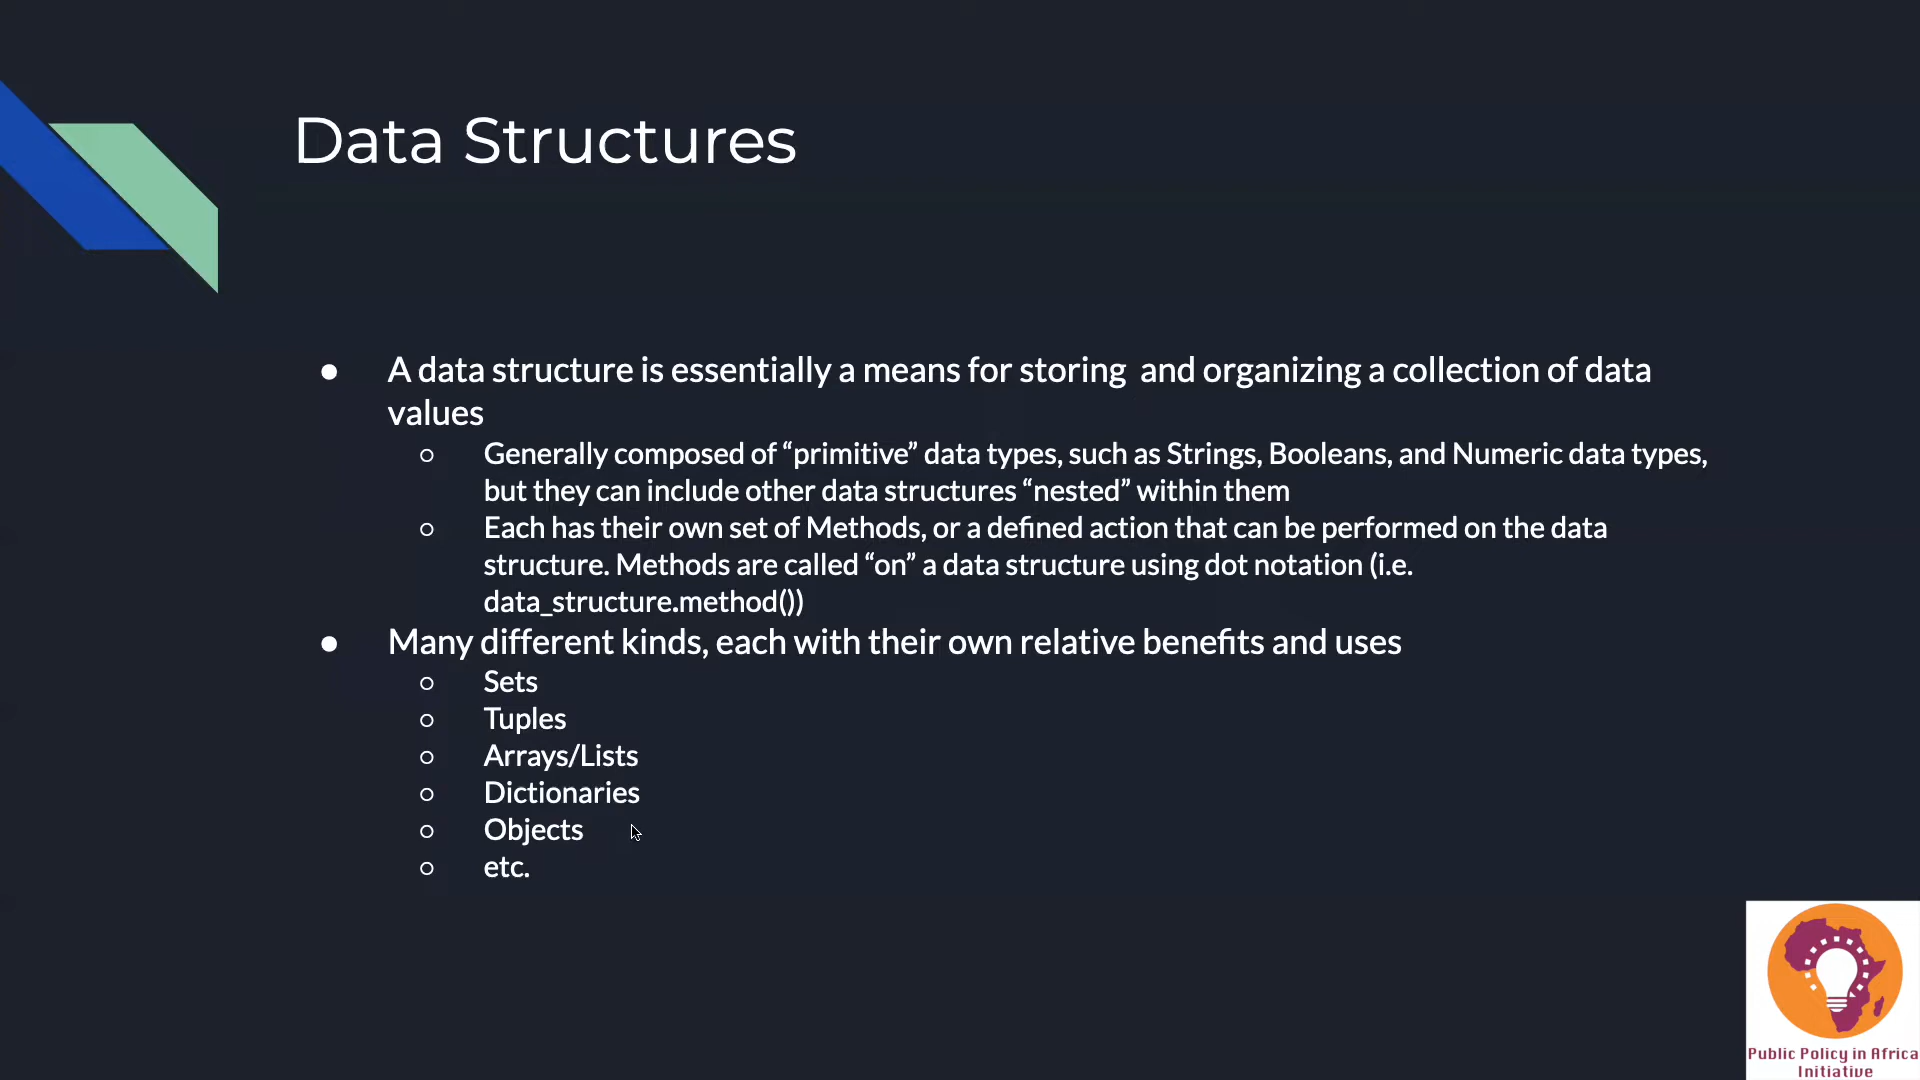 Data Structures
● A data structure is essentially a means for storing and organizing a collection of data
values
○ Generally composed of “primitive” data types, such as Strings, Booleans, and Numeric data types,
but they can include other data structures “nested” within them
○ Each has their own set of Methods, or a defined action that can be performed on the data
structure. Methods are called “on” a data structure using dot notation (i.e.
data_structure.method())
● Many different kinds, each with their own relative benefits and uses
○ Sets
○ Tuples
○ Arrays/Lists
○ Dictionaries
○ Objects
○ etc.
Public Policy in Africa
Initiative